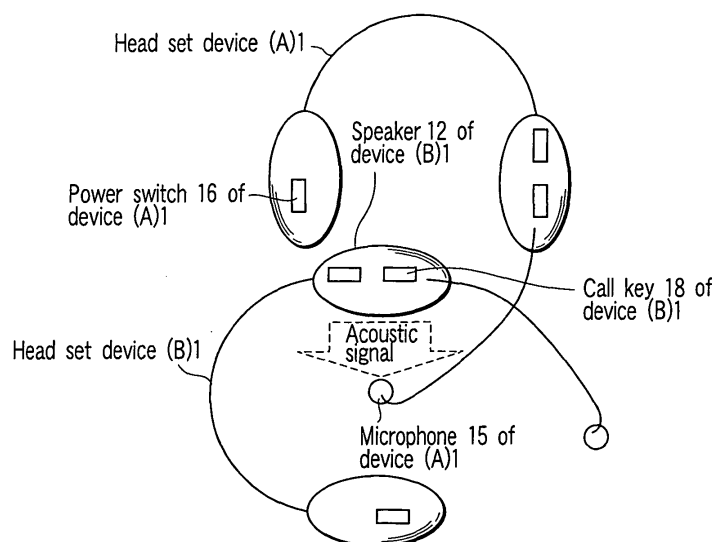 Head set device (A)1
Speaker 12 of
device (B)1
Power switch 16 of
device (A)1
Call key 18 of
device (B)1
Acoustic
signal
Head set device (B)1
Microphone 15 of
device (A)1